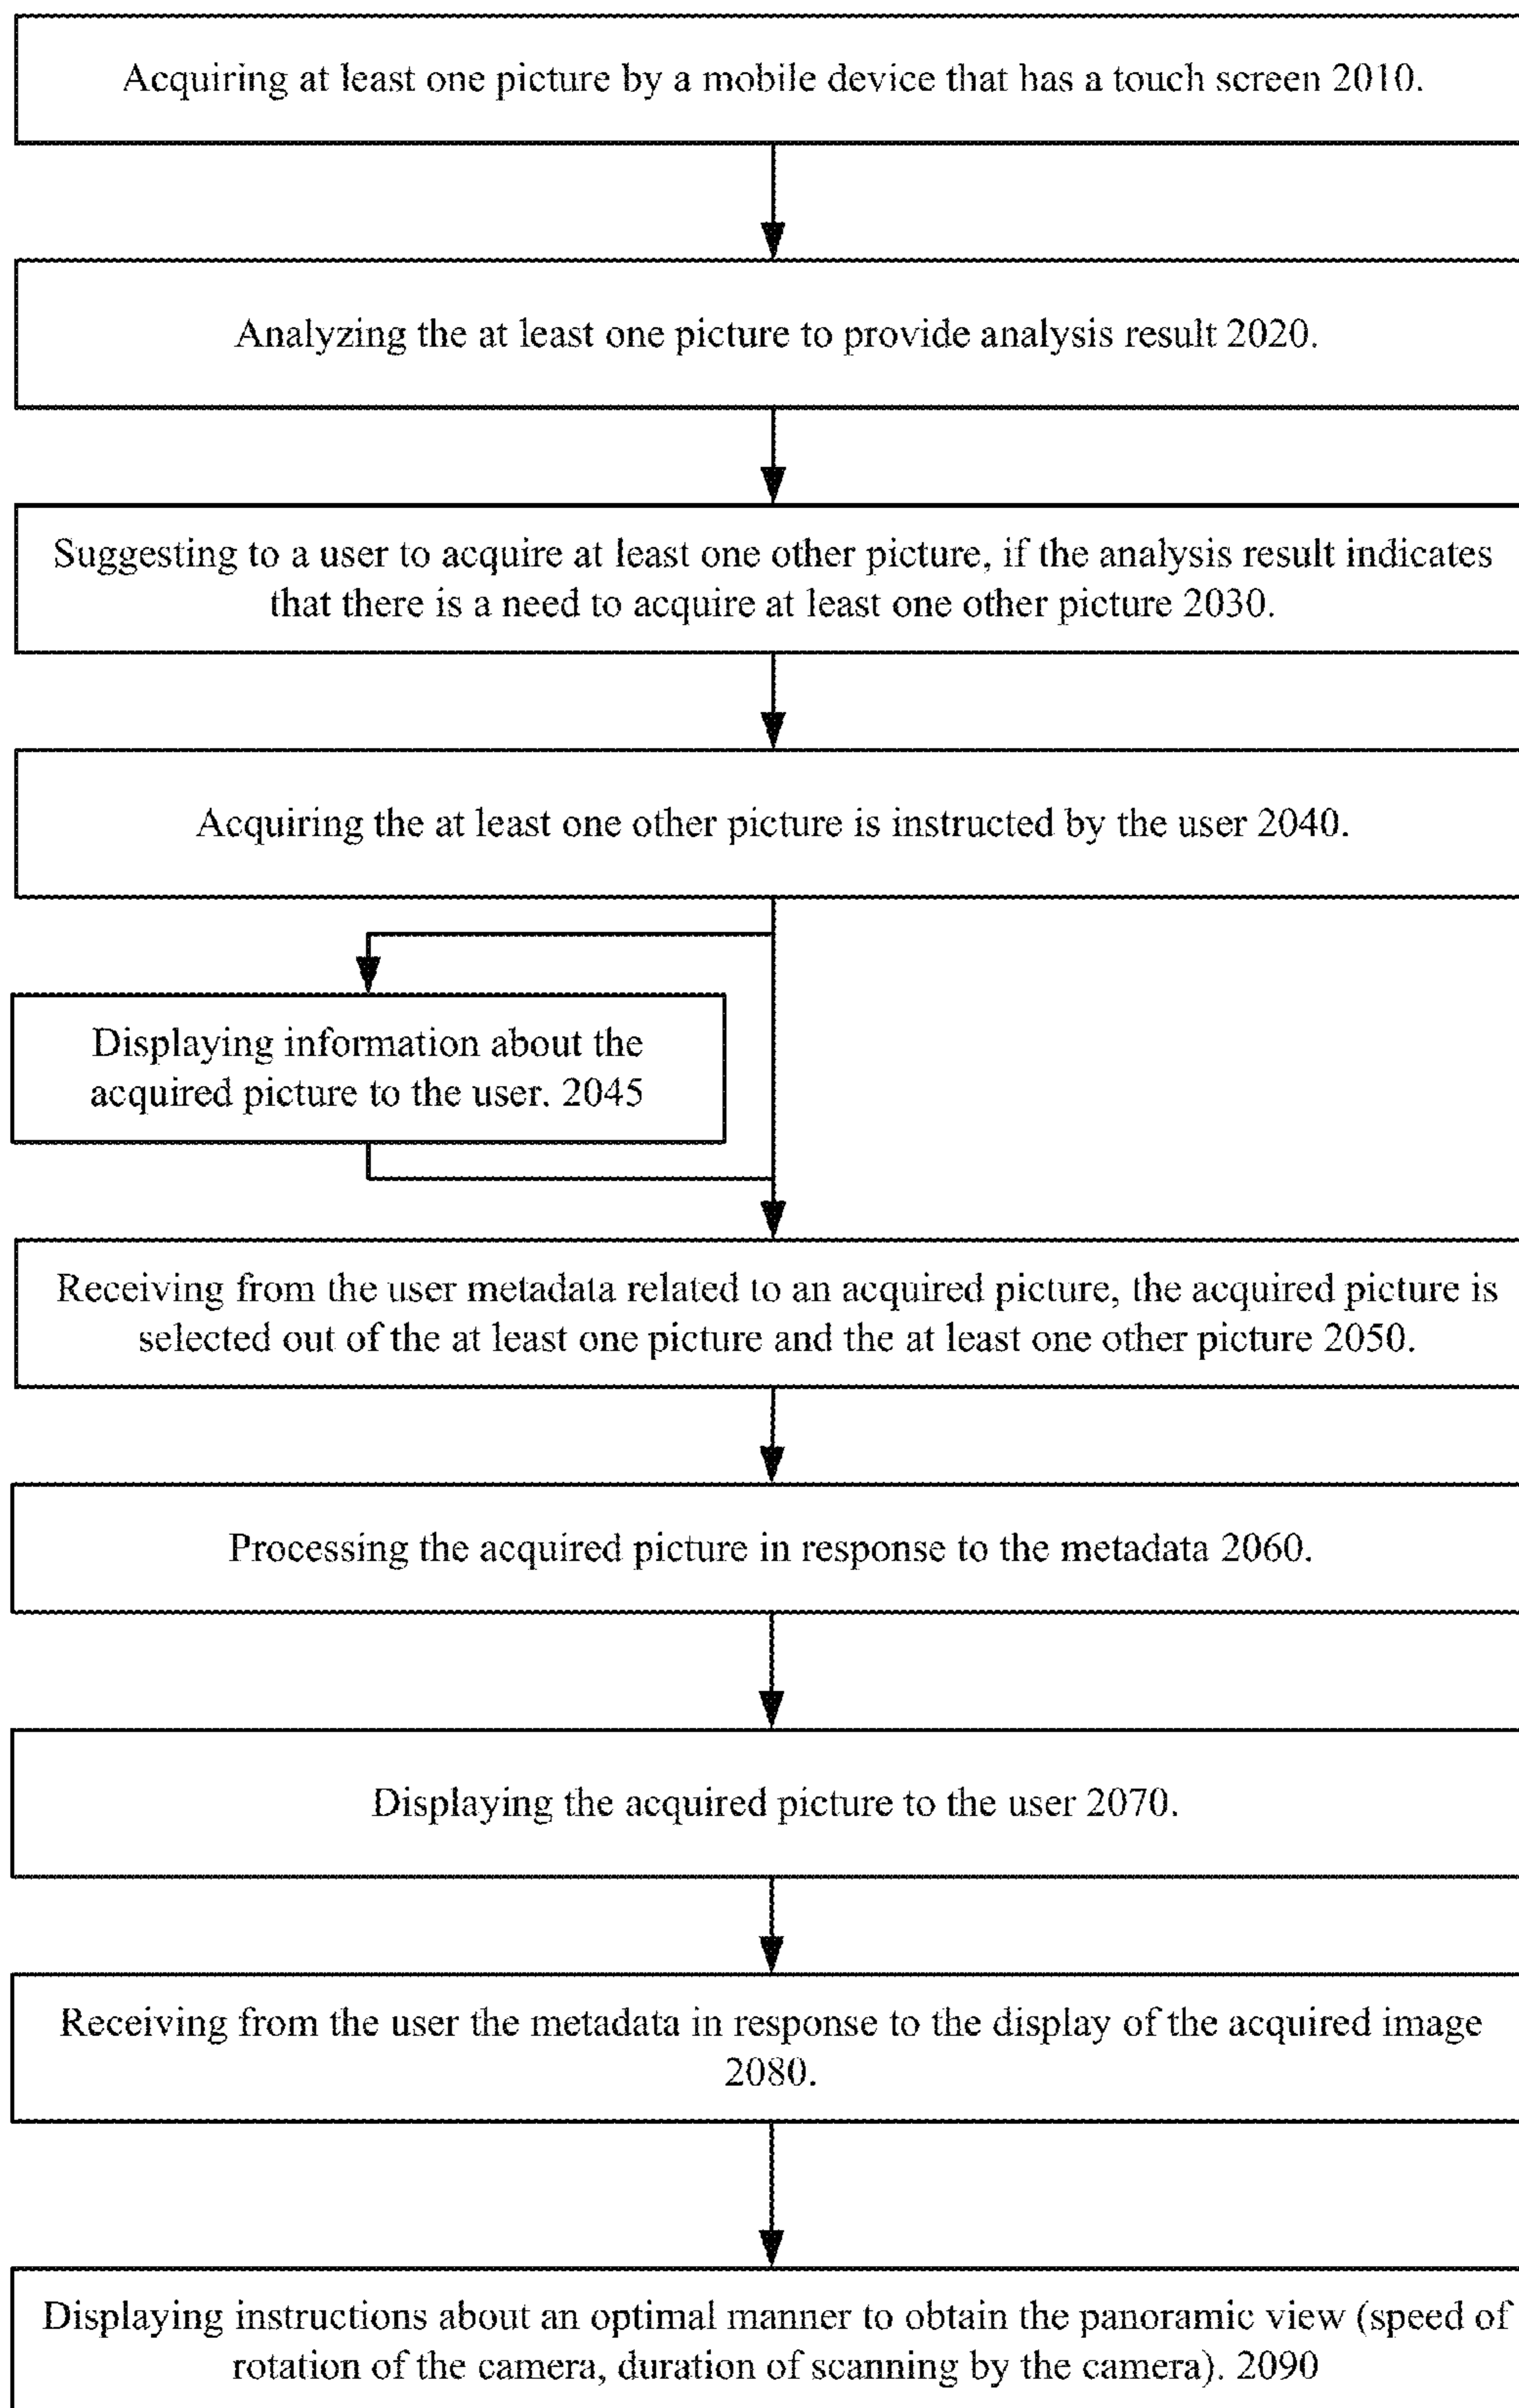 Acquiring at least one picture by a mobile device that has a touch screen 2010.
Analyzing the at least one picture to provide analysis result 2020.
Suggesting to a user to acquire at least one other picture, if the analysis result indicates
that there is a need to acquire at least one other picture 2030.
Acquiring the at least one other picture is instructed by the user 2040.
Displaying information about the
acquired picture to the user. 2045
Receiving from the user metadata related to an acquired picture, the acquired picture is
selected out of the at least one picture and the at least one other picture 2050.
Processing the acquired picture in response to the metadata 2060.
Displaying the acquired picture to the user 2070.
Receiving from the user the metadata in response to the display of the acquired image
2080.
Displaying instructions about an optimal manner to obtain the panoramic view (speed of
rotation of the camera, duration of scanning by the camera). 2090